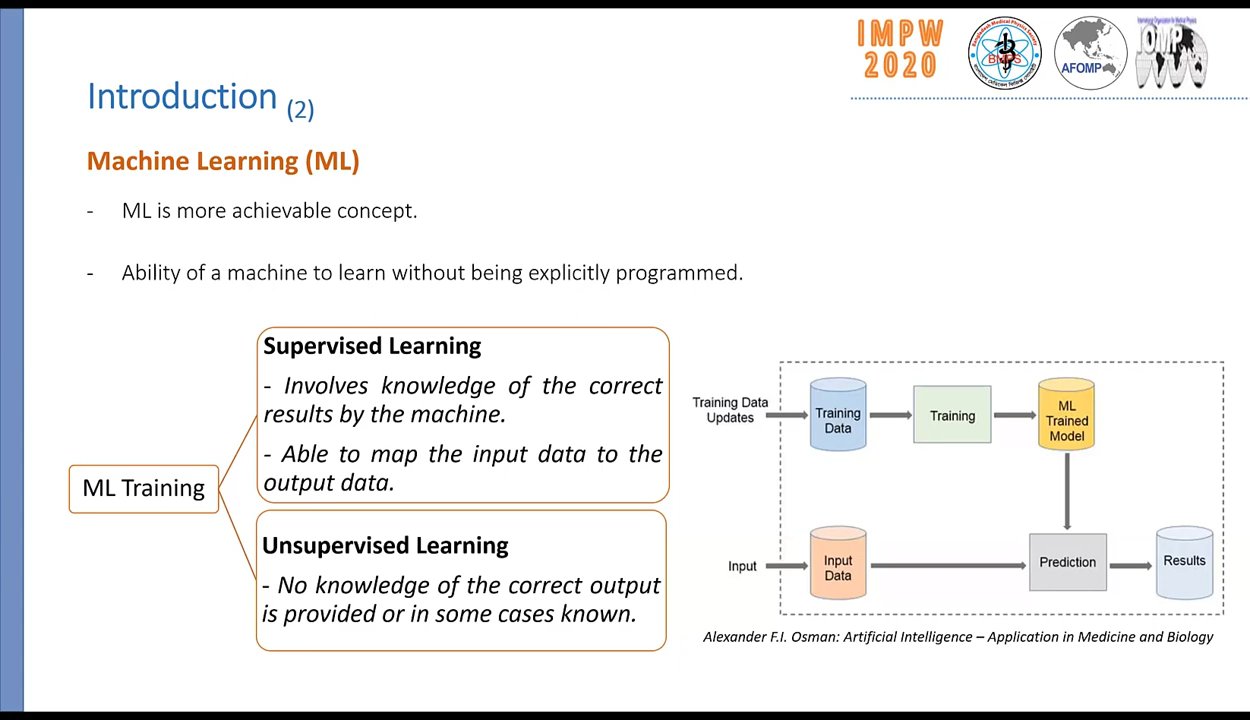 IMPW
2020
BMPS
AFOMP
IOMP
Introduction (2)
Machine Learning (ML)
- ML is more achievable concept.
- Ability of a machine to learn without being explicitly programmed.
ML Training
Supervised Learning
- Involves knowledge of the correct
results by the machine.
- Able to map the input data to the
output data.
Unsupervised Learning
- No knowledge of the correct output
is provided or in some cases known.
Training Data
Updates
Training
Data
Training
ML
Trained
Model
Input
Input
Data
Prediction
Results
Alexander F.I. Osman: Artificial Intelligence – Application in Medicine and Biology